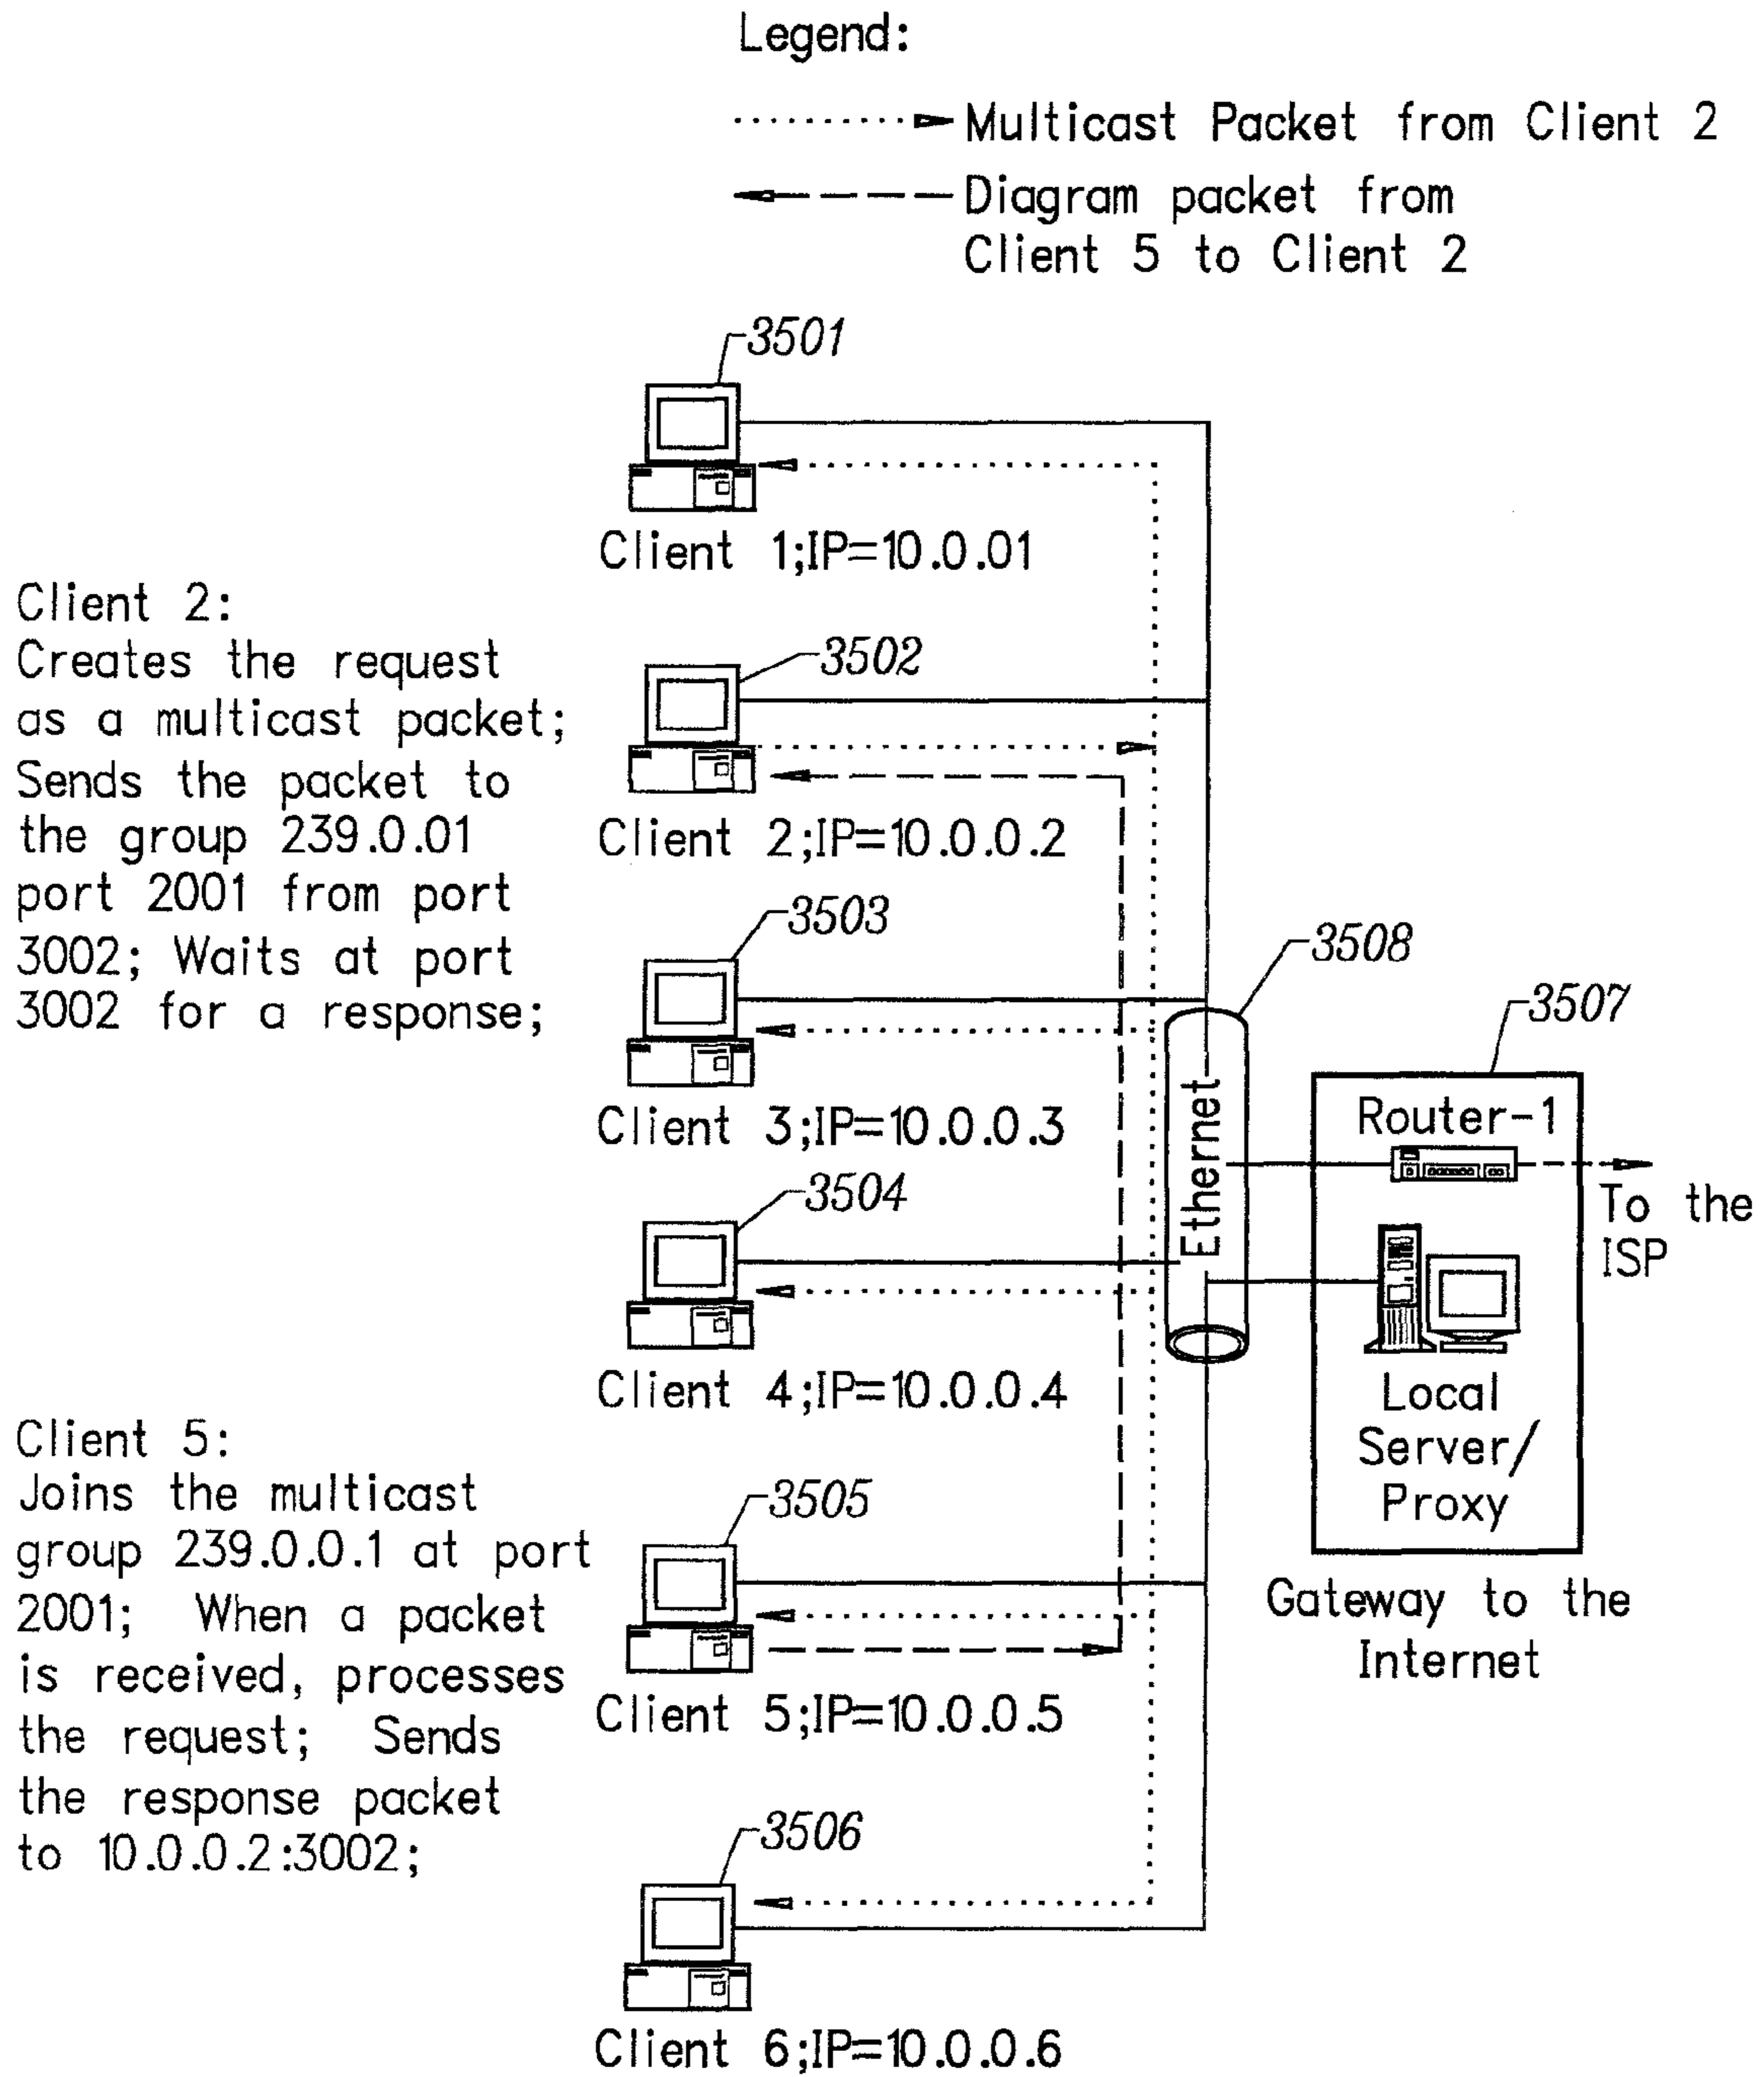 Legend:
Multicast Packet from Client 2
Diagram packet from
Client 5 to Client 2
3501
Client 1;IP=10.0.01
Client 2:
Creates the request
as a multicast packet;
Sends the packet to
the group 239.0.01
port 2001 from port
3002; Waits at port
3002 for a response;
3502
Client 2;IP=10.0.0.2
3503
Client 3;IP=10.0.0.3
3508
Ethernet
3507
Router-1
To the
ISP
Local
Server/
Proxy
Gateway to the
Internet
3504
Client 4;IP=10.0.0.4
Client 5:
Joins the multicast
group 239.0.0.1 at port
2001; When a packet
is received, processes
the request; Sends
the response packet
to 10.0.0.2:3002;
3505
Client 5;IP=10.0.0.5
3506
Client 6;IP=10.0.0.6